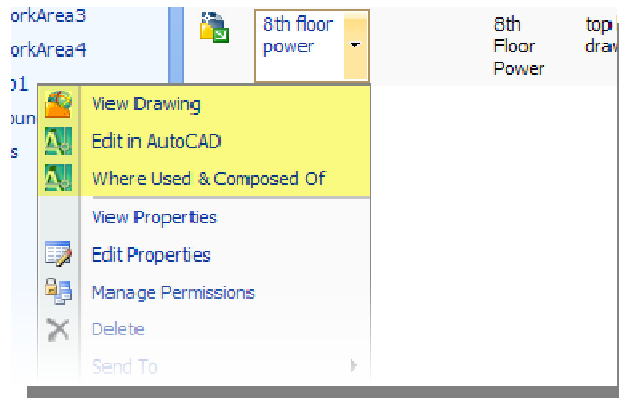 orkArea3
orkArea4
8th floor
power
8th
Floor
Power
top
View Drawing
Edit in AutoCAD
Where Used & Composed Of
View Properties
Edit Properties
Manage Permissions
Delete
Send To